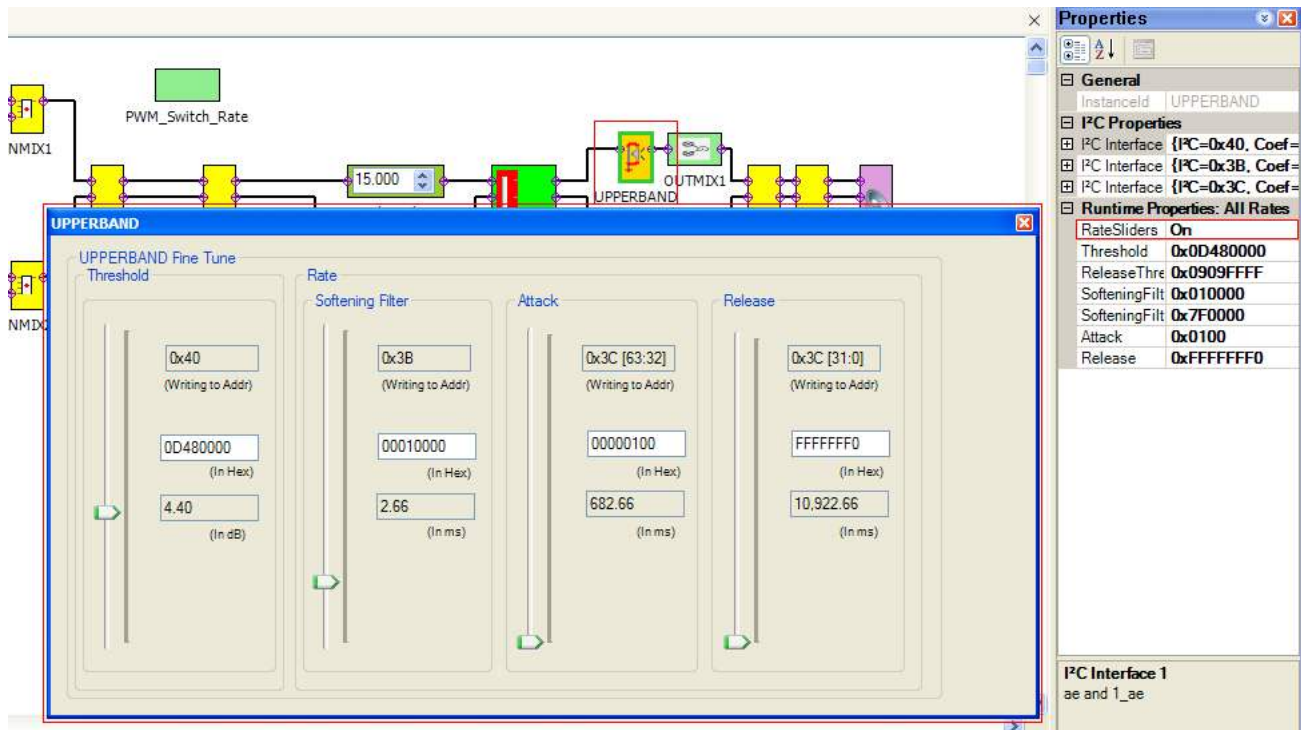 Properties
General
InstanceId UPPERBAND
I²C Properties
I²C Interface {I²C=0x40, Coef=
I²C Interface {I²C=0x3B, Coef=
I²C Interface {I²C=0x3C, Coef=
Runtime Properties: All Rates
RateSliders On
Threshold 0x0D480000
ReleaseThre 0x0909FFFF
SofteningFilt 0x010000
SofteningFilt 0x7F0000
Attack 0x0100
Release 0xFFFFFFF0
I²C Interface 1
ae and 1_ae
NMIX1
PWM_Switch_Rate
15.000
UPPERBAND
OUTMIX1
UPPERBAND
UPPERBAND Fine Tune
Threshold
0x40
(Writing to Addr)
0D480000
(In Hex)
4.40
(In dB)
Rate
Softening Filter
0x3B
(Writing to Addr)
00010000
(In Hex)
2.66
(In ms)
Attack
0x3C [63:32]
(Writing to Addr)
00000100
(In Hex)
682.66
(In ms)
Release
0x3C [31:0]
(Writing to Addr)
FFFFFFF0
(In Hex)
10,922.66
(In ms)